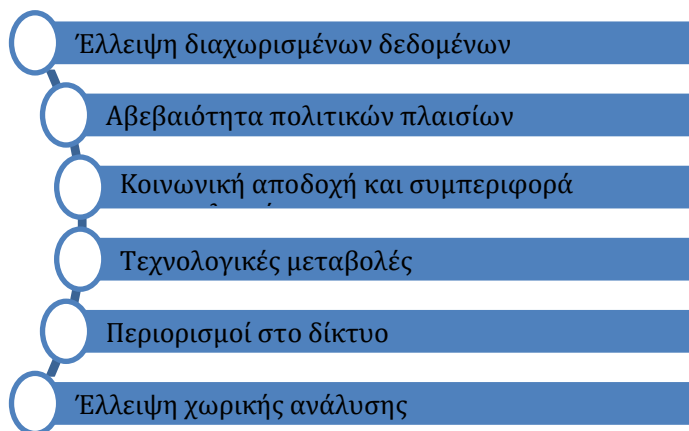 Έλλειψη διαχωρισμένων δεδομένων
Αβεβαιότητα πολιτικών πλαισίων
Κοινωνική αποδοχή και συμπεριφορά
Τεχνολογικές μεταβολές
Περιορισμοί στο δίκτυο
Έλλειψη χωρικής ανάλυσης